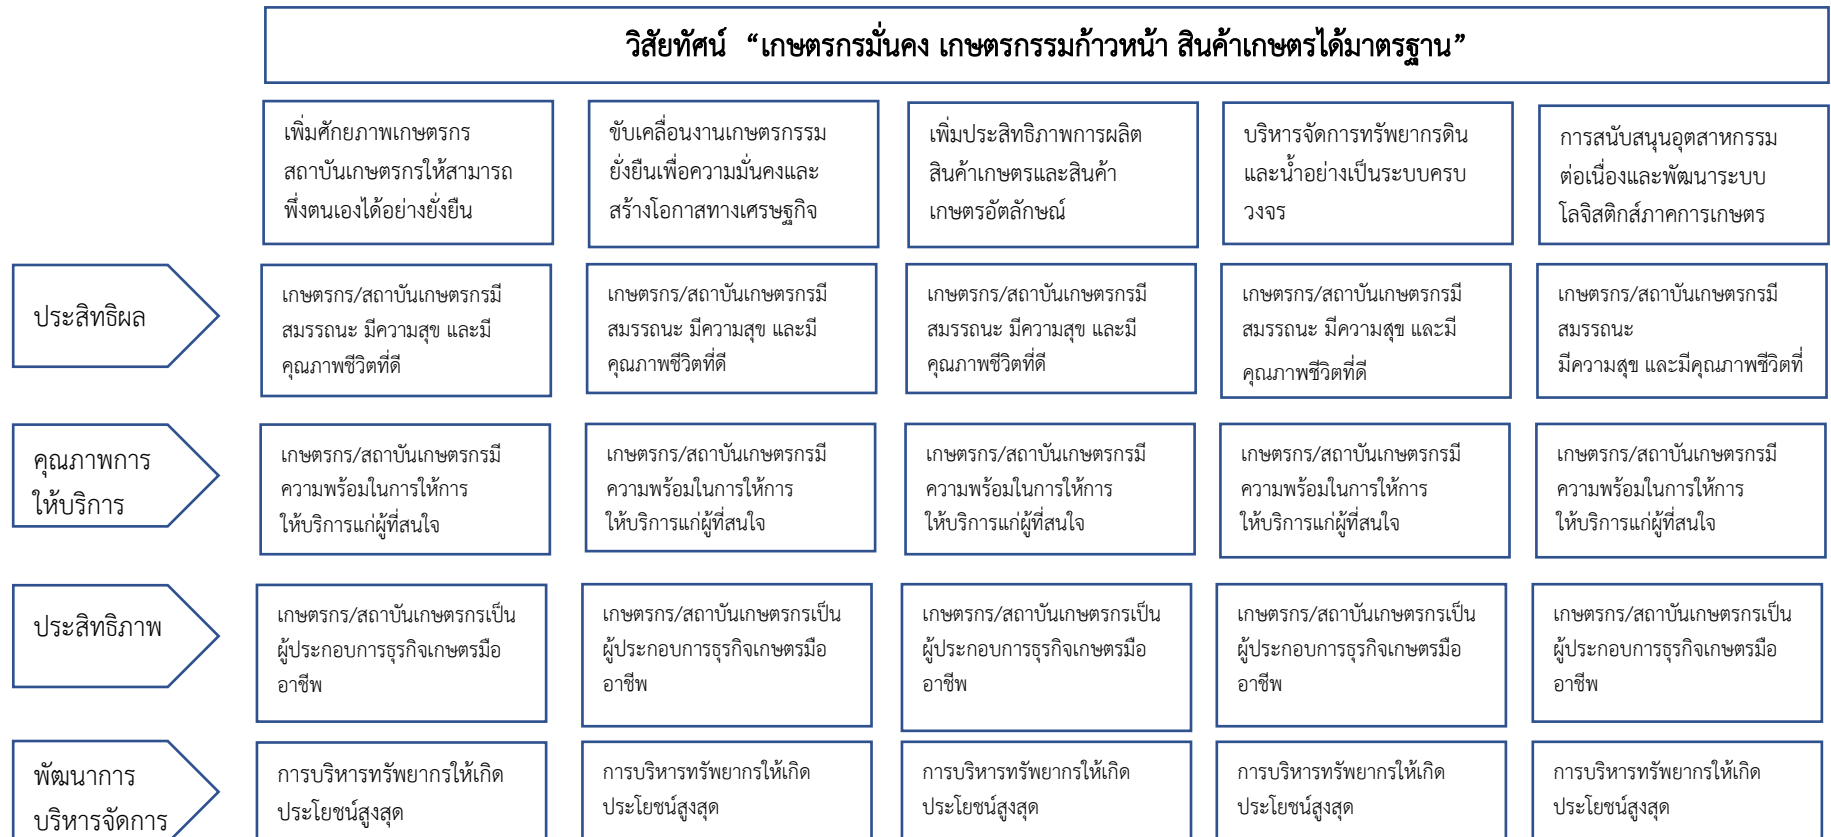 วิสัยทัศน์ “เกษตรกรมั่นคง เกษตรกรรมก้าวหน้า สินค้าเกษตรได้มาตรฐาน”
เพิ่มศักยภาพเกษตรกร
สถาบันเกษตรกรให้สามารถ
พึ่งตนเองได้อย่างยั่งยืน
ขับเคลื่อนงานเกษตรกรรม
ยั่งยืนเพื่อความมั่นคงและ
สร้างโอกาสทางเศรษฐกิจ
เพิ่มประสิทธิภาพการผลิต
สินค้าเกษตรและสินค้า
เกษตรอัตลักษณ์
บริหารจัดการทรัพยากรดิน
และน้ำอย่างเป็นระบบครบ
วงจร
การสนับสนุนอุตสาหกรรม
ต่อเนื่องและพัฒนาระบบ
โลจิสติกส์ภาคการเกษตร
ประสิทธิผล
เกษตรกร/สถาบันเกษตรกรมี
สมรรถนะ มีความสุข และมี
คุณภาพชีวิตที่ดี
เกษตรกร/สถาบันเกษตรกรมี
สมรรถนะ มีความสุข และมี
คุณภาพชีวิตที่ดี
เกษตรกร/สถาบันเกษตรกรมี
สมรรถนะ มีความสุข และมี
คุณภาพชีวิตที่ดี
เกษตรกร/สถาบันเกษตรกรมี
สมรรถนะ มีความสุข และมี
คุณภาพชีวิตที่ดี
เกษตรกร/สถาบันเกษตรกรมี
สมรรถนะ
มีความสุข และมีคุณภาพชีวิตที่
คุณภาพการ
ให้บริการ
เกษตรกร/สถาบันเกษตรกรมี
ความพร้อมในการให้การ
ให้บริการแก่ผู้ที่สนใจ
เกษตรกร/สถาบันเกษตรกรมี
ความพร้อมในการให้การ
ให้บริการแก่ผู้ที่สนใจ
เกษตรกร/สถาบันเกษตรกรมี
ความพร้อมในการให้การ
ให้บริการแก่ผู้ที่สนใจ
เกษตรกร/สถาบันเกษตรกรมี
ความพร้อมในการให้การ
ให้บริการแก่ผู้ที่สนใจ
เกษตรกร/สถาบันเกษตรกรมี
ความพร้อมในการให้การ
ให้บริการแก่ผู้ที่สนใจ
ประสิทธิภาพ
เกษตรกร/สถาบันเกษตรกรเป็น
ผู้ประกอบการธุรกิจเกษตรมือ
อาชีพ
เกษตรกร/สถาบันเกษตรกรเป็น
ผู้ประกอบการธุรกิจเกษตรมือ
อาชีพ
เกษตรกร/สถาบันเกษตรกรเป็น
ผู้ประกอบการธุรกิจเกษตรมือ
อาชีพ
เกษตรกร/สถาบันเกษตรกรเป็น
ผู้ประกอบการธุรกิจเกษตรมือ
อาชีพ
เกษตรกร/สถาบันเกษตรกรเป็น
ผู้ประกอบการธุรกิจเกษตรมือ
อาชีพ
พัฒนาการ
บริหารจัดการ
การบริหารทรัพยากรให้เกิด
ประโยชน์สูงสุด
การบริหารทรัพยากรให้เกิด
ประโยชน์สูงสุด
การบริหารทรัพยากรให้เกิด
ประโยชน์สูงสุด
การบริหารทรัพยากรให้เกิด
ประโยชน์สูงสุด
การบริหารทรัพยากรให้เกิด
ประโยชน์สูงสุด